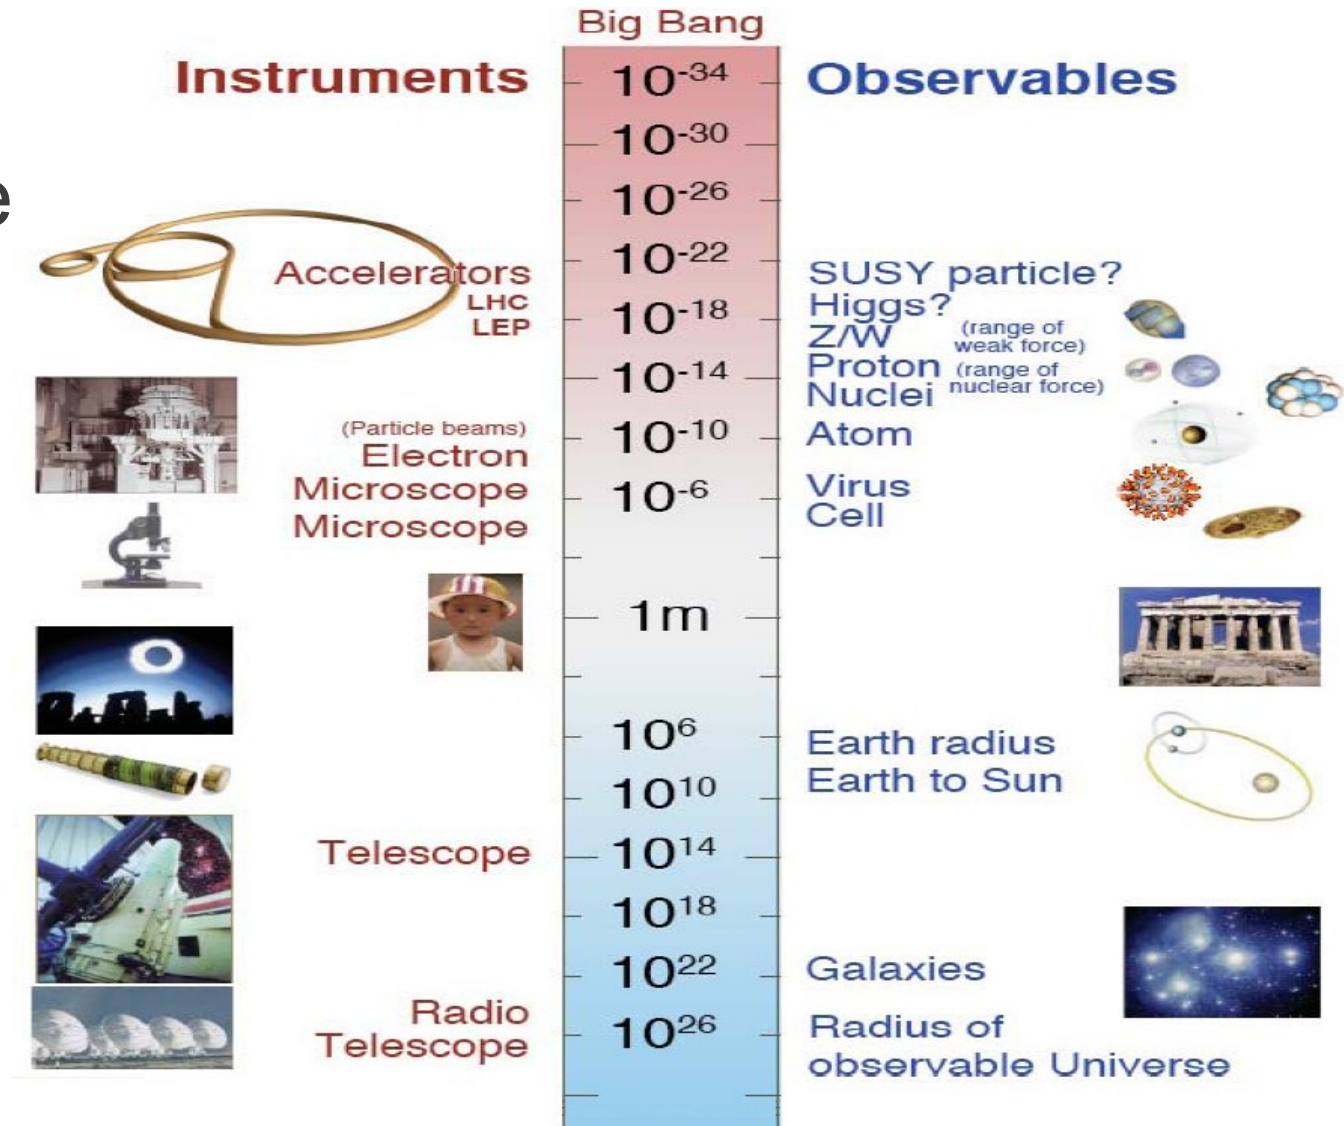 e
Big Bang
Instruments
Observables
10⁻³⁴
10⁻³⁰
10⁻²⁶
10⁻²²
10⁻¹⁸
10⁻¹⁴
10⁻¹⁰
10⁻⁶
1m
10⁶
10¹⁰
10¹⁴
10¹⁸
10²²
10²⁶
Accelerators
LHC
LEP
(Particle beams)
Electron
Microscope
Microscope
Telescope
Radio
Telescope
SUSY particle?
Higgs?
Z/W (range of
weak force)
Proton (range of
Nuclei nuclear force)
Atom
Virus
Cell
Earth radius
Earth to Sun
Galaxies
Radius of
observable Universe